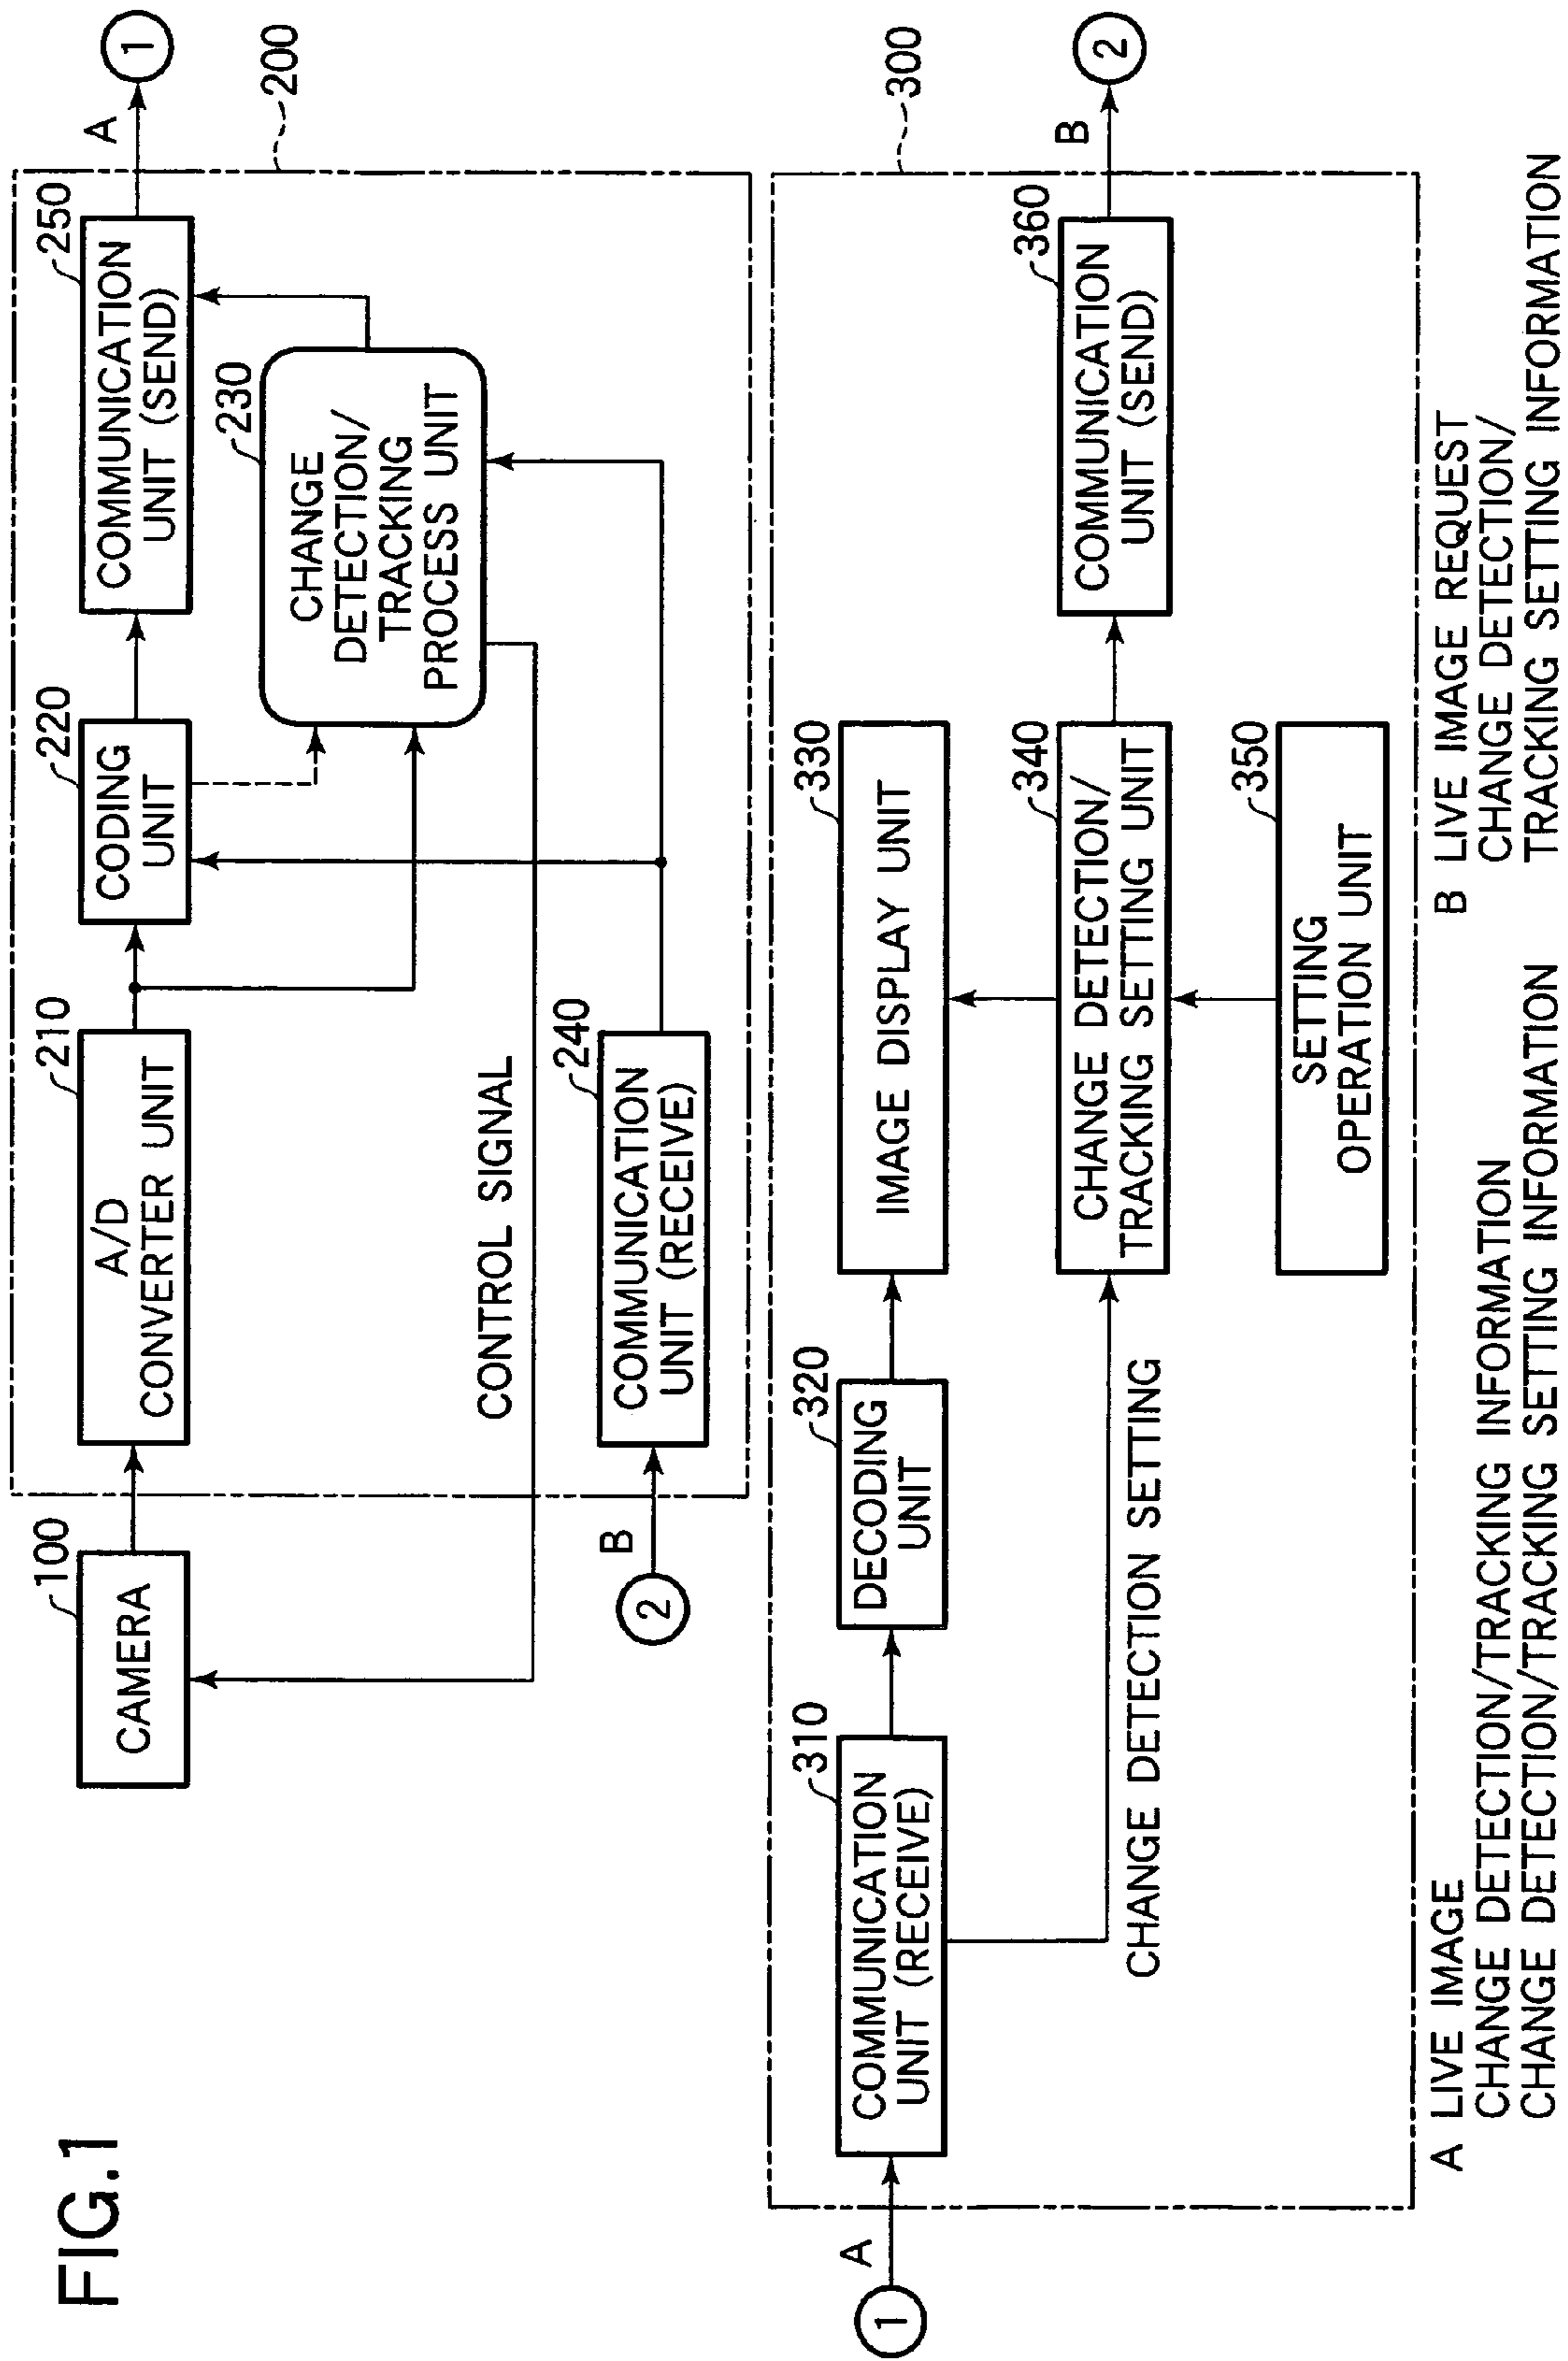 FIG.1
100
CAMERA
210
A/D
CONVERTER UNIT
220
CODING
UNIT
250
COMMUNICATION
UNIT (SEND)
A
1
200
230
CHANGE
DETECTION/
TRACKING
PROCESS UNIT
CONTROL SIGNAL
2
B
240
COMMUNICATION
UNIT (RECEIVE)
1
A
310
COMMUNICATION
UNIT (RECEIVE)
320
DECODING
UNIT
330
IMAGE DISPLAY UNIT
300
CHANGE DETECTION SETTING
340
CHANGE DETECTION/
TRACKING SETTING UNIT
360
COMMUNICATION
UNIT (SEND)
B
2
350
SETTING
OPERATION UNIT
A LIVE IMAGE
CHANGE DETECTION/TRACKING INFORMATION
CHANGE DETECTION/TRACKING SETTING INFORMATION
B LIVE IMAGE REQUEST
CHANGE DETECTION/
TRACKING SETTING INFORMATION